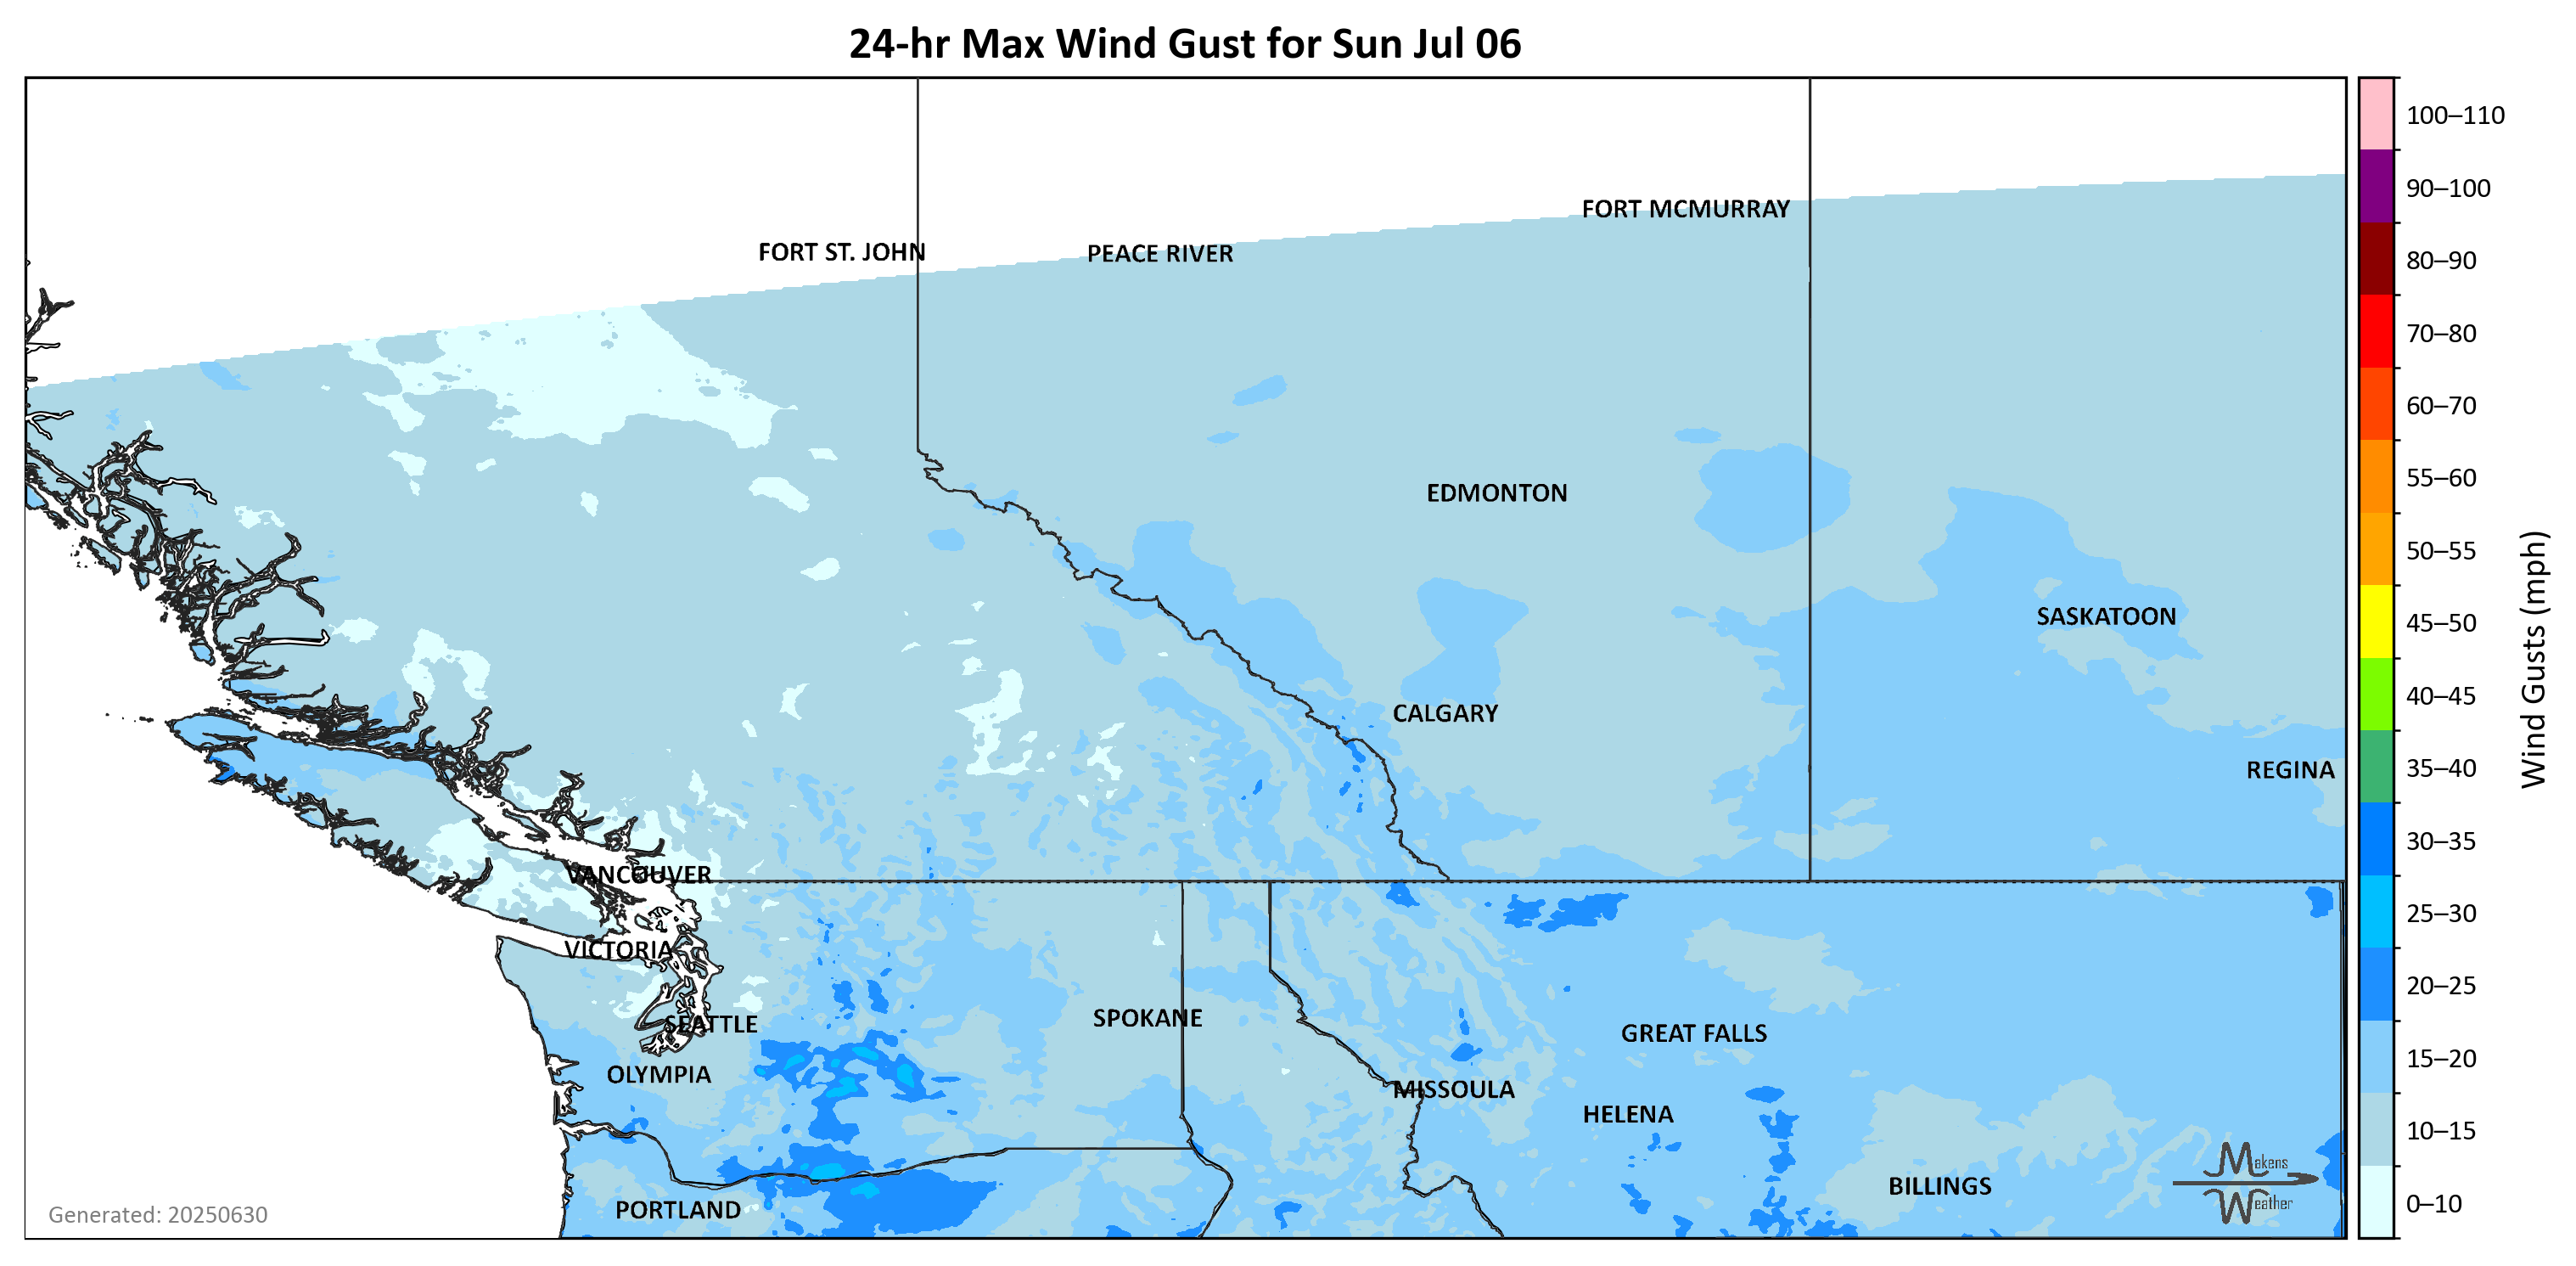 24-hr Max Wind Gust for Sun Jul 06
100–110
90–100
80–90
70–80
60–70
55–60
50–55
45–50
40–45
35–40
30–35
25–30
20–25
15–20
10–15
0–10
Wind Gusts (mph)
FORT MCMURRAY
FORT ST. JOHN
PEACE RIVER
EDMONTON
SASKATOON
CALGARY
REGINA
VANCOUVER
VICTORIA
SEATTLE
SPOKANE
GREAT FALLS
OLYMPIA
MISSOULA
HELENA
BILLINGS
PORTLAND
Makens
Weather
Generated: 20250630